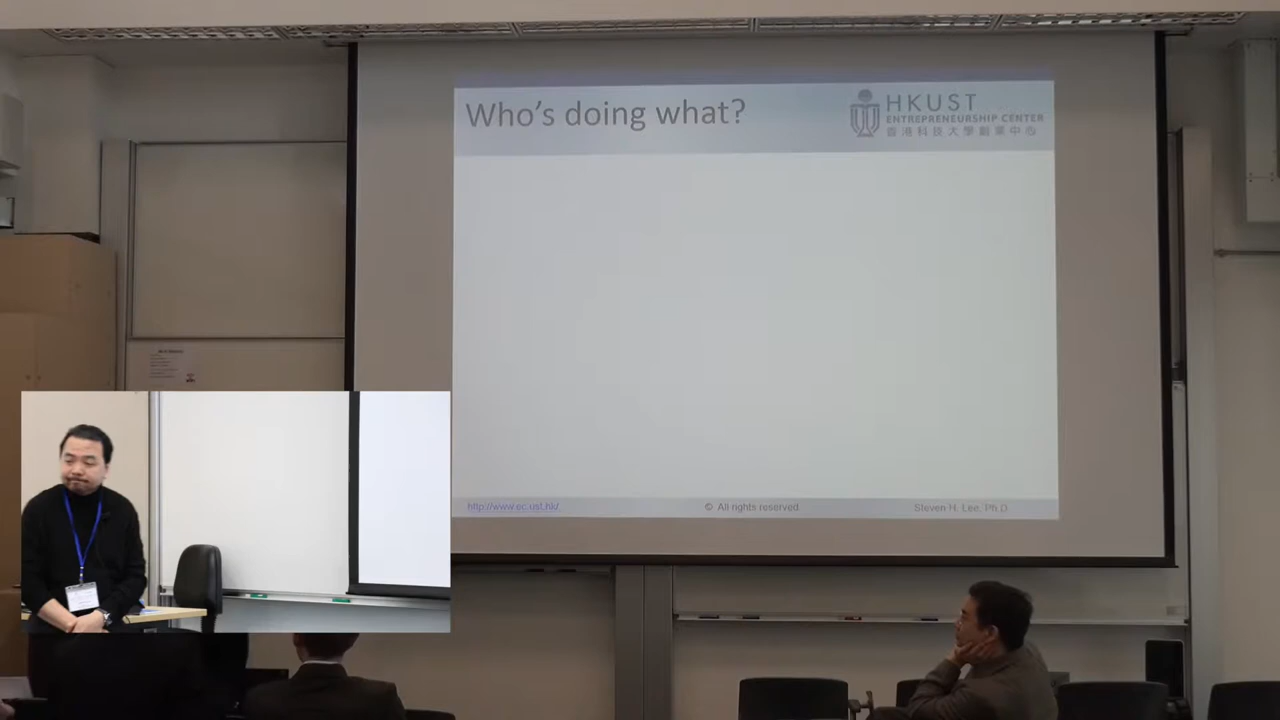 Who's doing what?
HKUST
ENTREPRENEURSHIP CENTER
香港科技大學創業中心
http://www.ec.ust.hk/
© All rights reserved
Steven H. Lee, Ph.D.